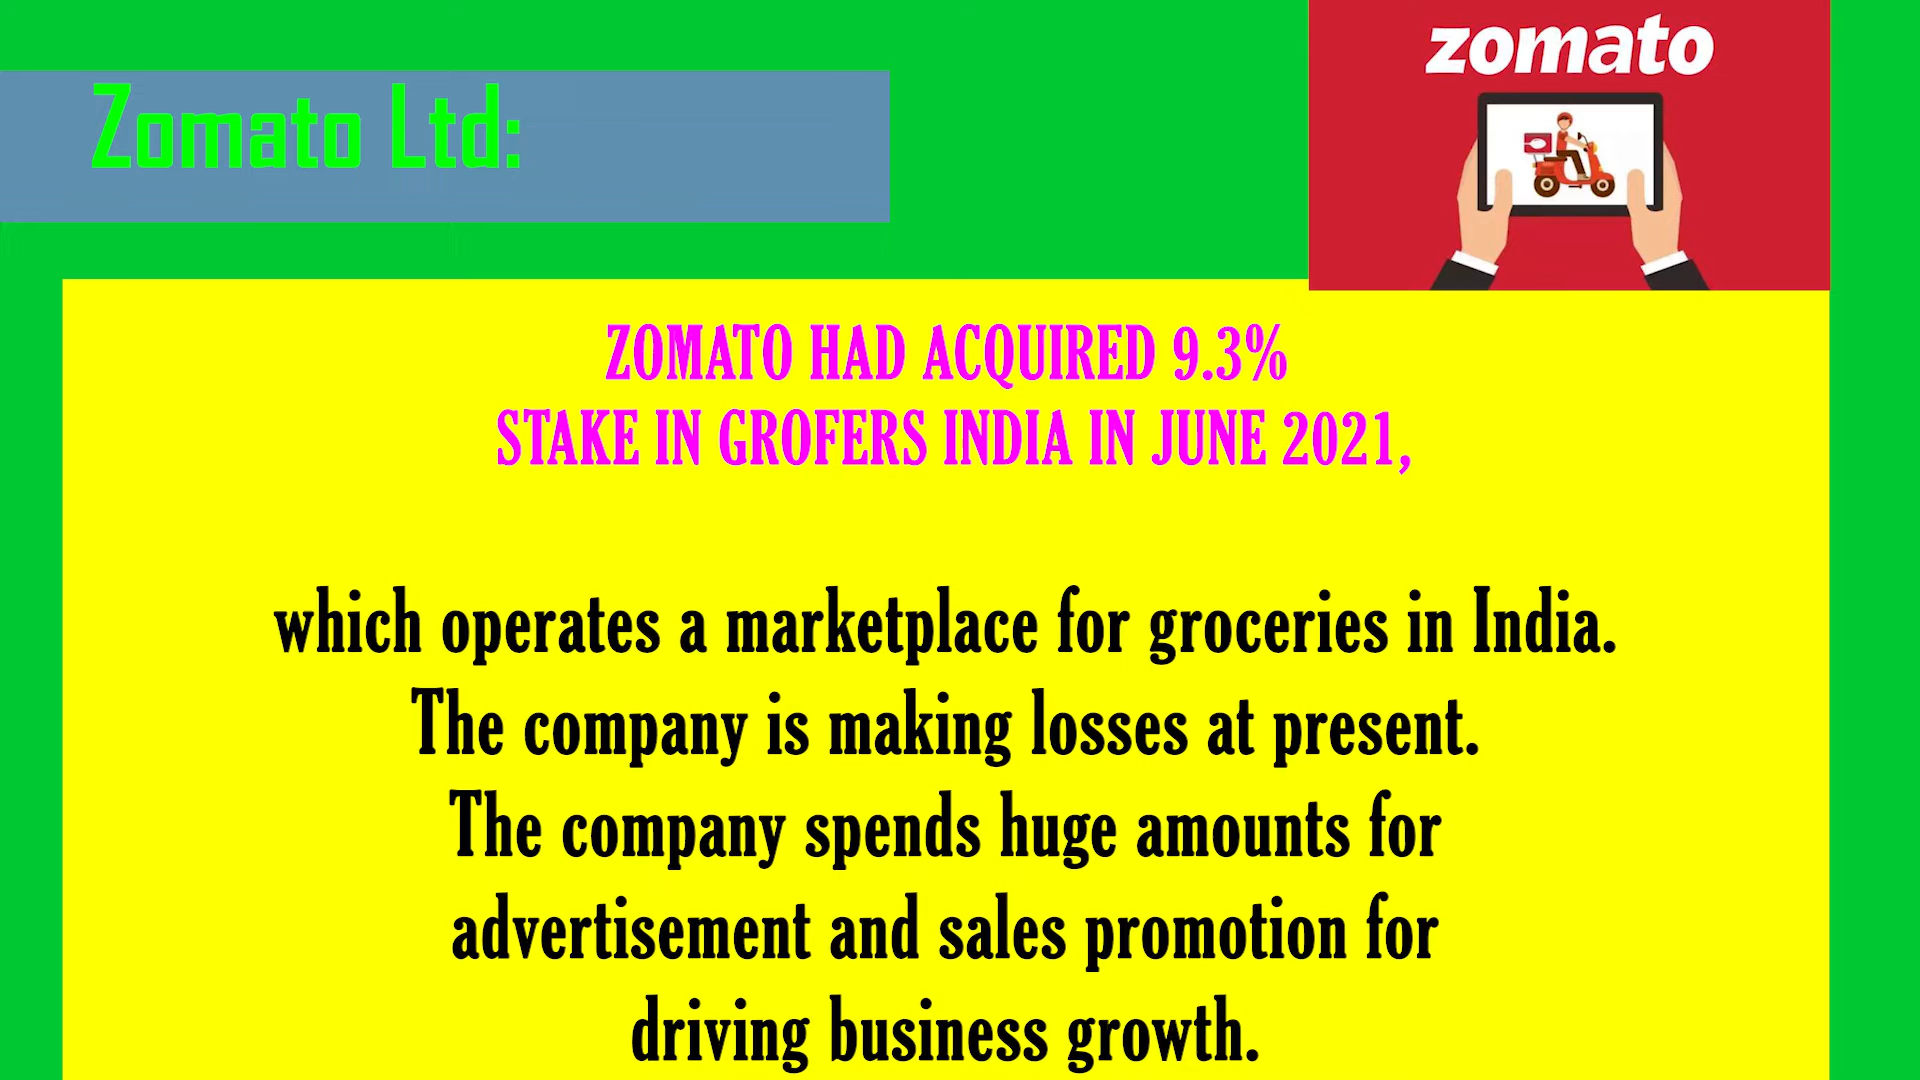 Zomato Ltd:
zomato
ZOMATO HAD ACQUIRED 9.3%
STAKE IN GROFERS INDIA IN JUNE 2021,
which operates a marketplace for groceries in India.
The company is making losses at present.
The company spends huge amounts for
advertisement and sales promotion for
driving business growth.